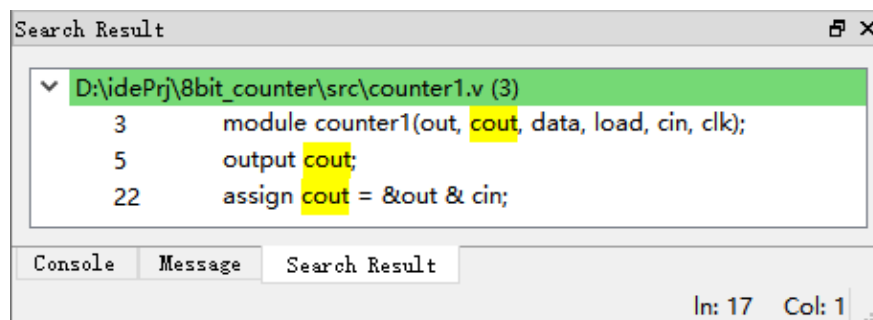 Search Result
D:\idePrj\8bit_counter\src\counter1.v (3)
3 module counter1(out, cout, data, load, cin, clk);
5 output cout;
22 assign cout = &out & cin;
Console Message Search Result
ln: 17 Col: 1